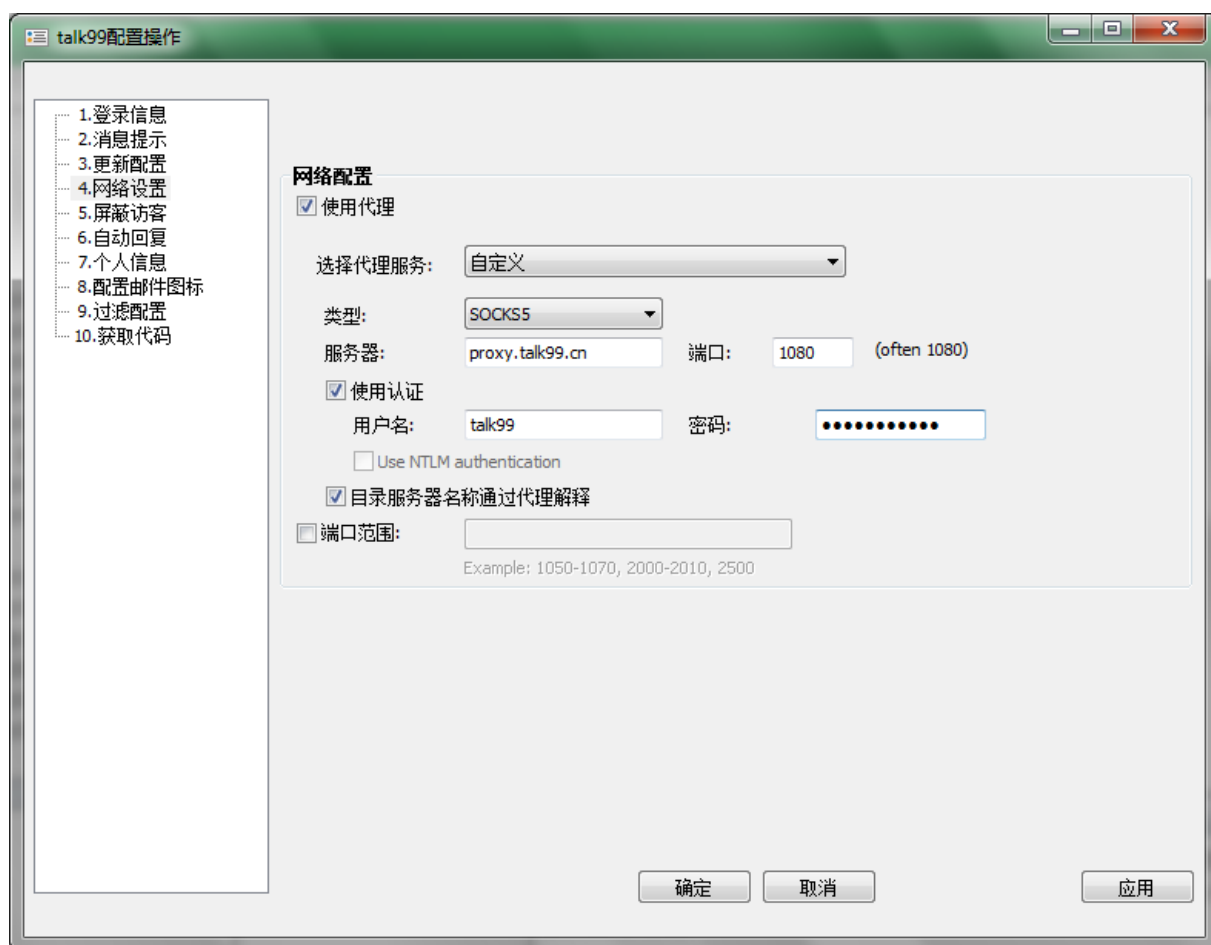 talk99配置操作
1.登录信息
2.消息提示
3.更新配置
4.网络设置
5.屏蔽访客
6.自动回复
7.个人信息
8.配置邮件图标
9.过滤配置
10.获取代码
网络配置
使用代理
选择代理服务: 自定义
类型: SOCKS5
服务器: proxy.talk99.cn 端口: 1080 (often 1080)
使用认证
用户名: talk99 密码: ●●●●●●●●●●●
Use NTLM authentication
目录服务器名称通过代理解释
端口范围:
Example: 1050-1070, 2000-2010, 2500
确定 取消 应用